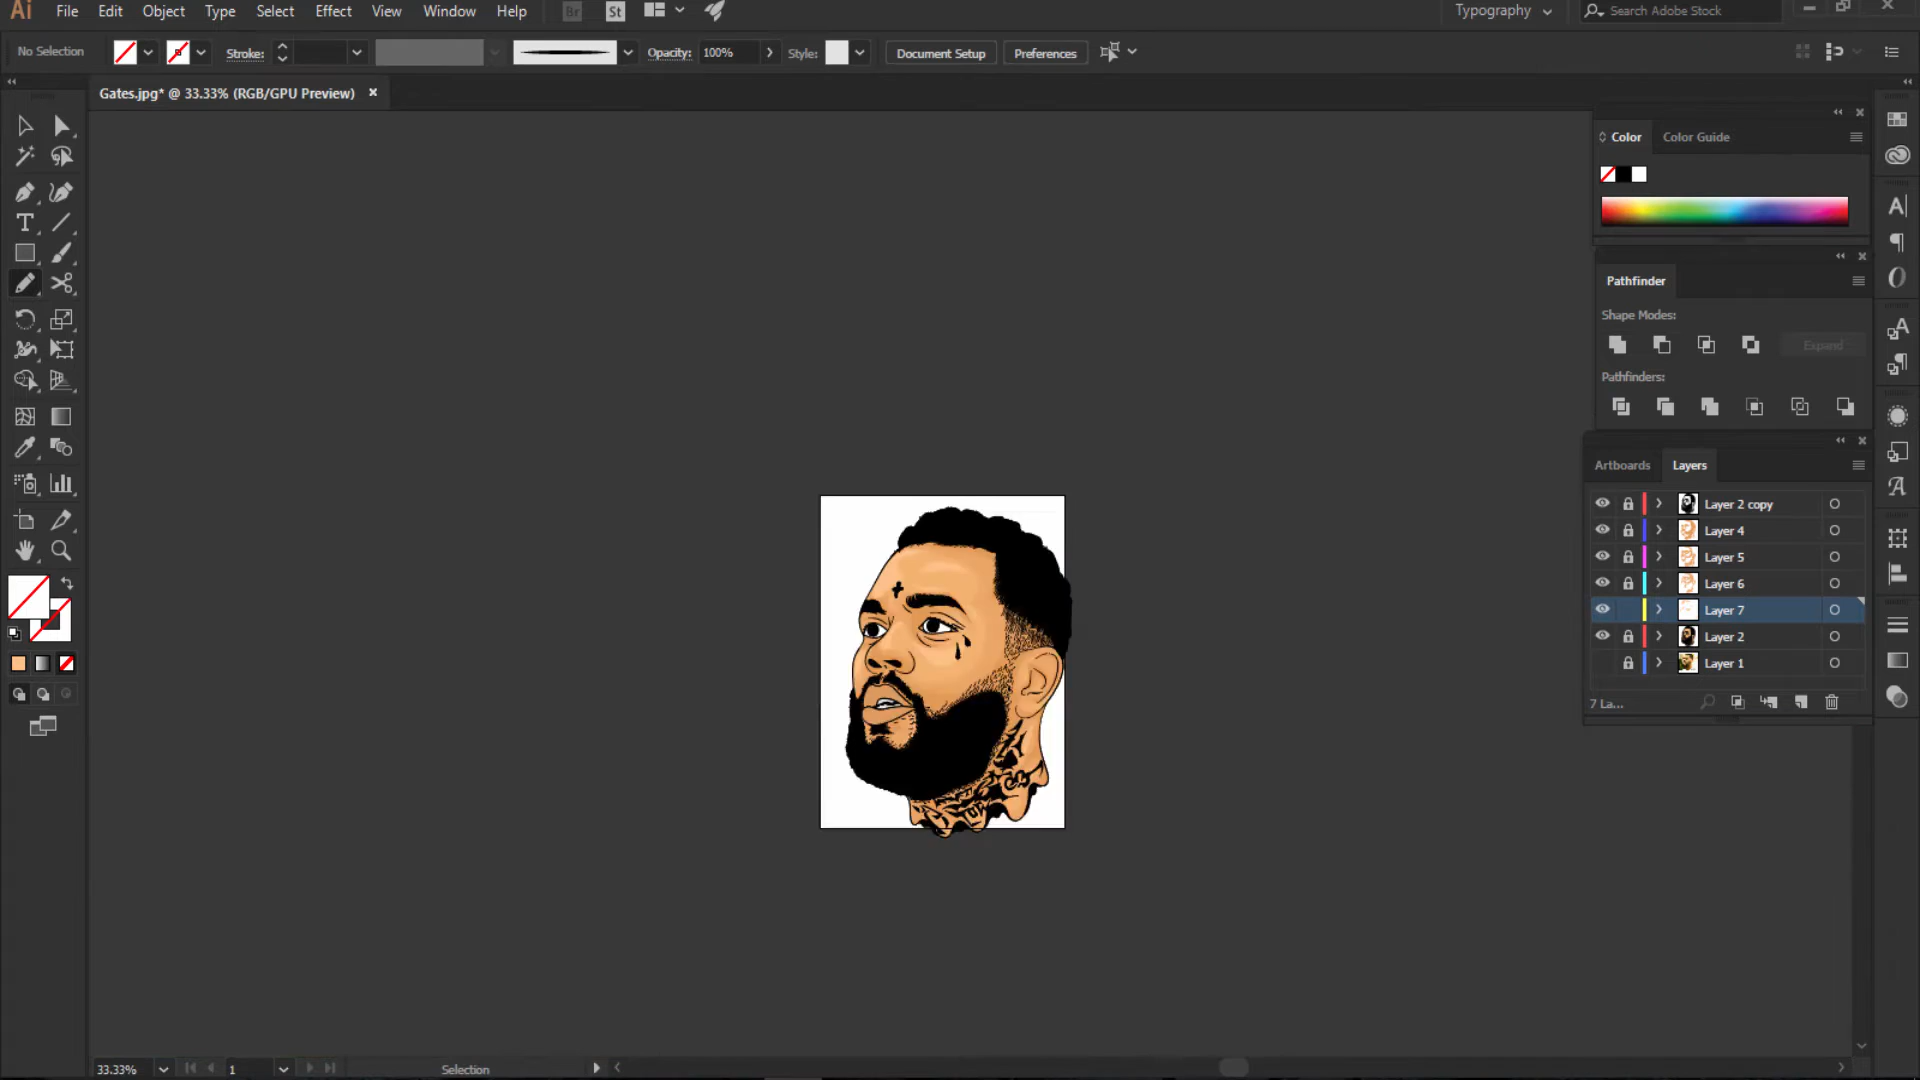 Ai File Edit Object Type Select Effect View Window Help Br St Typography Search Adobe Stock
No Selection Stroke: Opacity: 100% Style: Document Setup Preferences
Gates.jpg* @ 33.33% (RGB/GPU Preview)
Color Color Guide
Pathfinder
Shape Modes:
Expand
Pathfinders:
Artboards Layers
Layer 2 copy
Layer 4
Layer 5
Layer 6
Layer 7
Layer 2
Layer 1
7 La...
33.33% 1 Selection